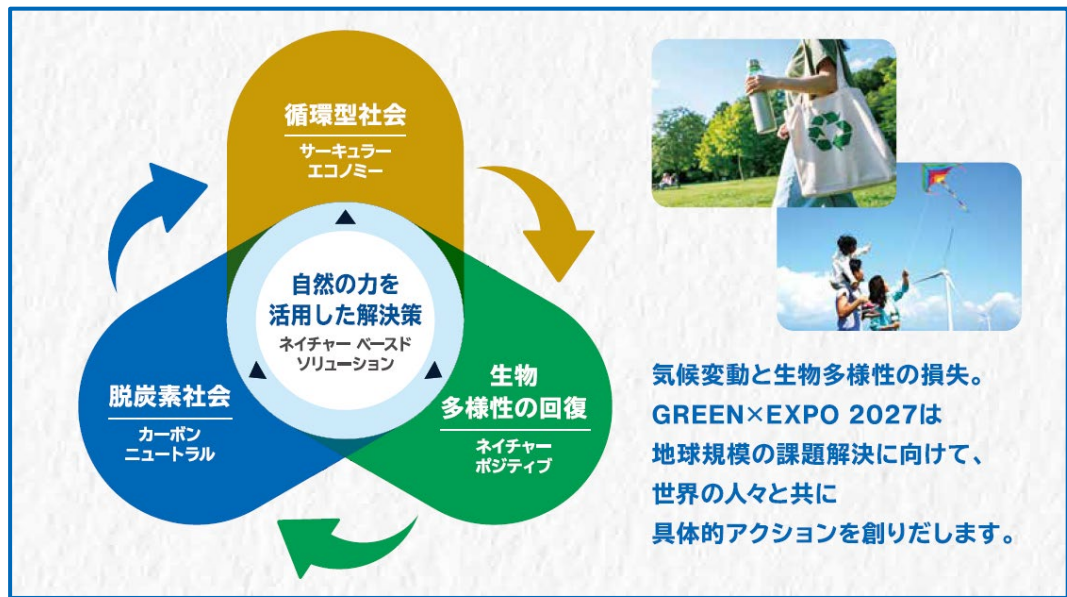 循環型社会
サーキュラー
エコノミー
自然の力を
活用した解決策
ネイチャー ベースド
ソリューション
脱炭素社会
カーボン
ニュートラル
生物
多様性の回復
ネイチャー
ポジティブ
気候変動と生物多様性の損失。
GREEN×EXPO 2027は
地球規模の課題解決に向けて、
世界の人々と共に
具体的アクションを創りだします。